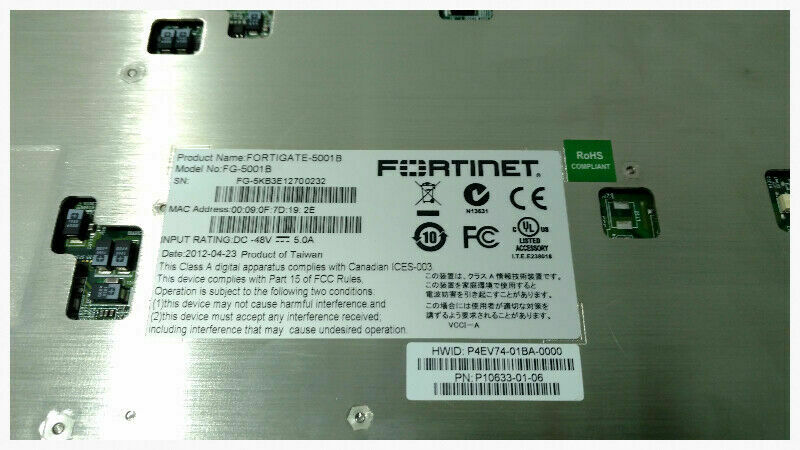 Product Name:FORTIGATE-5001B
Model No:FG-5001B
SN: FG-5KB3E12700232
MAC Address:00:09:0F:7D:19:2E
INPUT RATING:DC -48V 5.0A
Date:2012-04-23 Product of Taiwan
This Class A digital apparatus complies with Canadian ICES-003
This device complies with Part 15 of FCC Rules.
Operation is subject to the following two conditions:
(1)this device may not cause harmful interference,and
(2)this device must accept any interference received;
including interference that may cause undesired operation.
FORTINET
N13631
CE
10
FC
c UL US
LISTED
ACCESSORY
I.T.E.E238018
この装置は、クラスA 情報技術装置です。
この装置を家庭環境で使用すると
電波妨害を引き起こすことがあります。
この場合には使用者が適切な対策を
講ずるよう要求されることがあります。
VCCI-A
RoHS
COMPLIANT
HWID: P4EV74-01BA-0000
PN: P10633-01-06